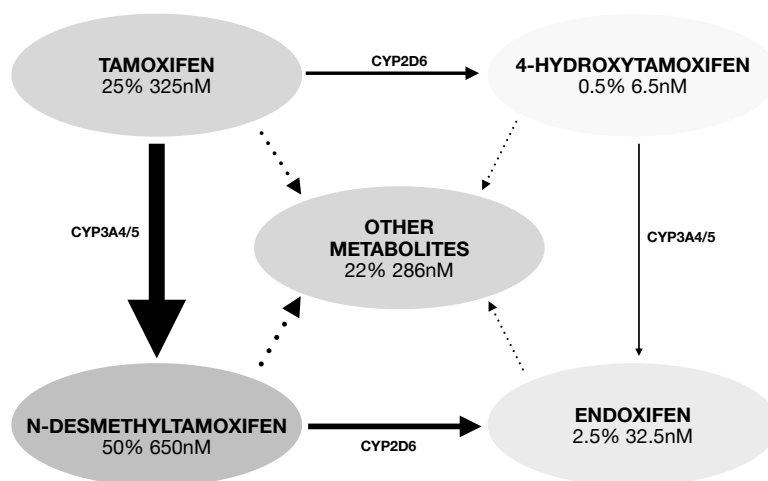 TAMOXIFEN
25% 325nM
CYP2D6
4-HYDROXYTAMOXIFEN
0.5% 6.5nM
CYP3A4/5
OTHER
METABOLITES
22% 286nM
CYP3A4/5
N-DESMETHYLTAMOXIFEN
50% 650nM
CYP2D6
ENDOXIFEN
2.5% 32.5nM